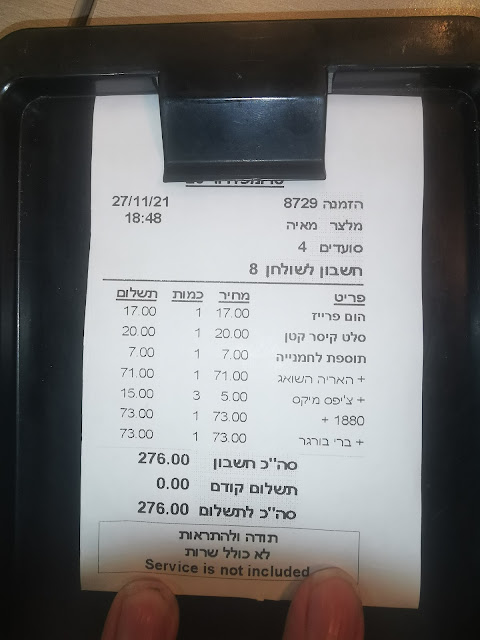 הזמנה 8729 27/11/21
מלצר מאיה 18:48
סועדים 4
חשבון לשולחן 8
פריט מחיר כמות תשלום
הום פרייז 17.00 1 17.00
סלט קיסר קטן 20.00 1 20.00
תוספת לחמנייה 7.00 1 7.00
+ האריה השואג 71.00 1 71.00
+ צ'יפס מיקס 5.00 3 15.00
+ 1880 73.00 1 73.00
+ ברי בורגר 73.00 1 73.00
סה"כ חשבון 276.00
תשלום קודם 0.00
סה"כ לתשלום 276.00
תודה ולהתראות
לא כולל שרות
Service is not included